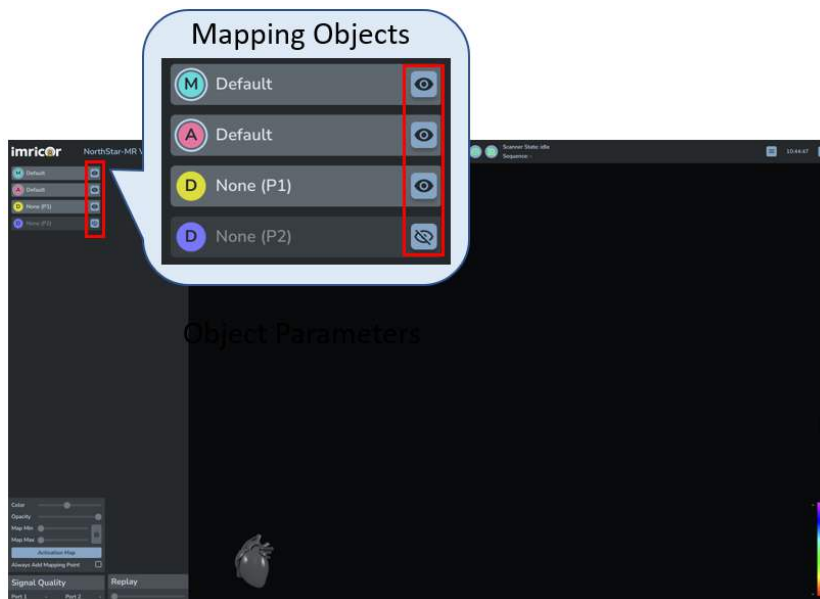 Mapping Objects
M Default
A Default
D None (P1)
D None (P2)
imricor NorthStar-MR
Scanner State: idle
Sequence: -
10:44:47
M Default
A Default
D None (P1)
D None (P2)
Object Parameters
Color
Opacity
Map Min
Map Max
Activation Map
Always Add Mapping Point
Signal Quality
Replay
Port 1 - Port 2 -